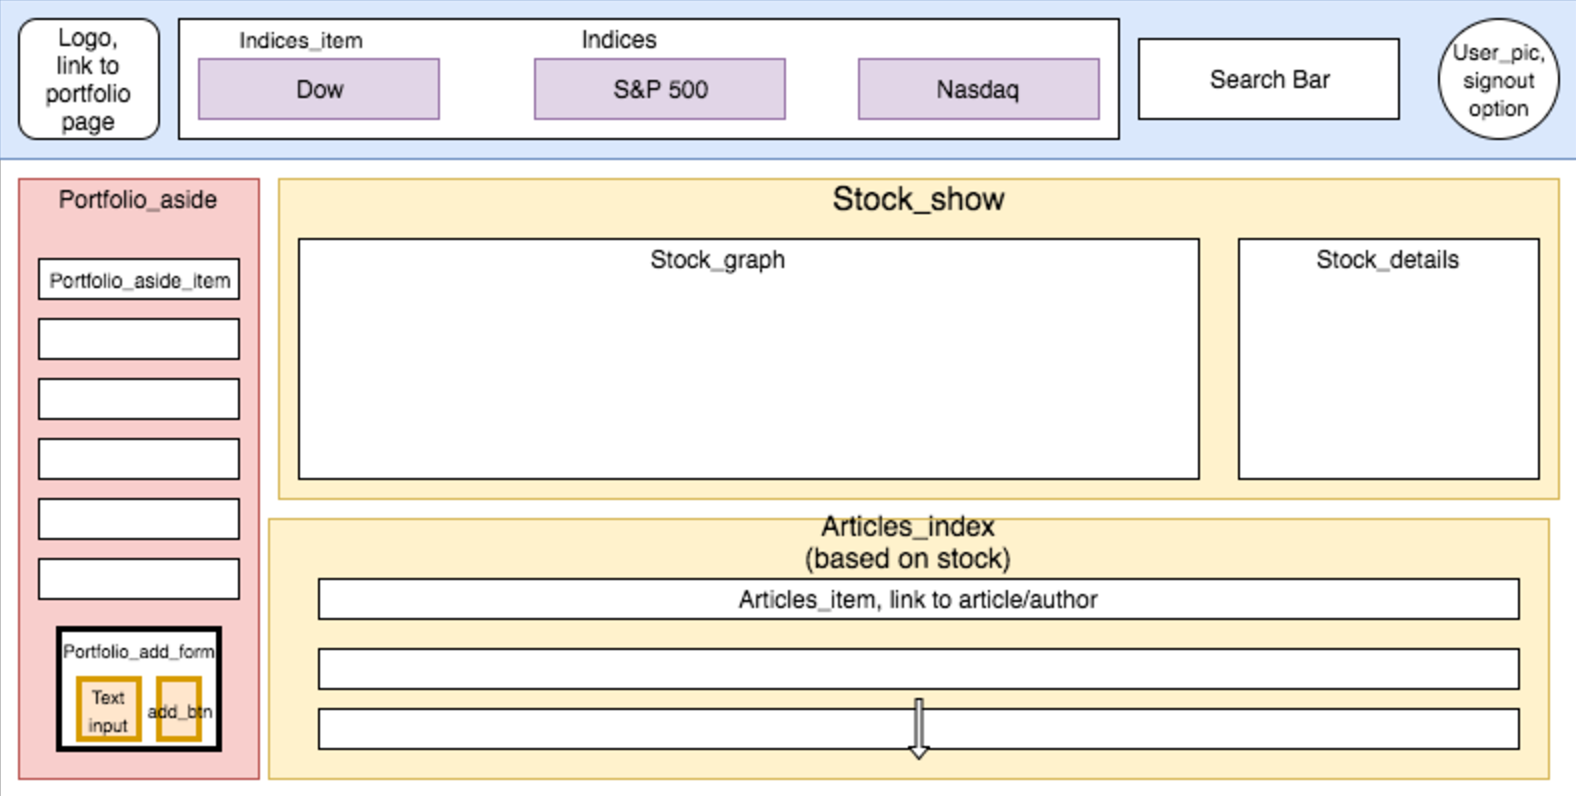 Logo,
link to
portfolio
page
Indices_item
Indices
Dow
S&P 500
Nasdaq
Search Bar
User_pic,
signout
option
Portfolio_aside
Portfolio_aside_item
Portfolio_add_form
Text
input
add_btn
Stock_show
Stock_graph
Stock_details
Articles_index
(based on stock)
Articles_item, link to article/author